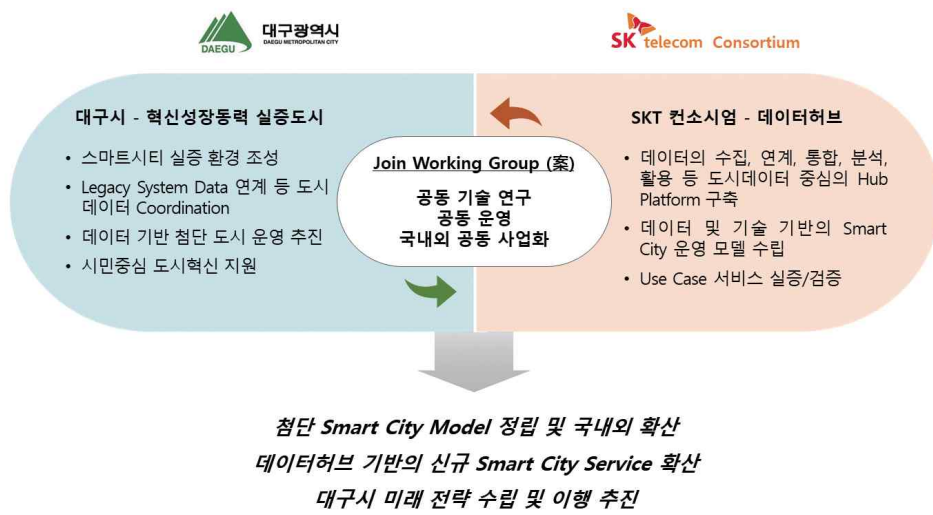 대구광역시
DAEGU METROPOLITAN CITY
DAEGU
SK telecom Consortium
대구시 - 혁신성장동력 실증도시
• 스마트시티 실증 환경 조성
• Legacy System Data 연계 등 도시
데이터 Coordination
• 데이터 기반 첨단 도시 운영 추진
• 시민중심 도시혁신 지원
Join Working Group (案)
공동 기술 연구
공동 운영
국내외 공동 사업화
SKT 컨소시엄 - 데이터허브
• 데이터의 수집, 연계, 통합, 분석,
활용 등 도시데이터 중심의 Hub
Platform 구축
• 데이터 및 기술 기반의 Smart
City 운영 모델 수립
• Use Case 서비스 실증/검증
첨단 Smart City Model 정립 및 국내외 확산
데이터허브 기반의 신규 Smart City Service 확산
대구시 미래 전략 수립 및 이행 추진